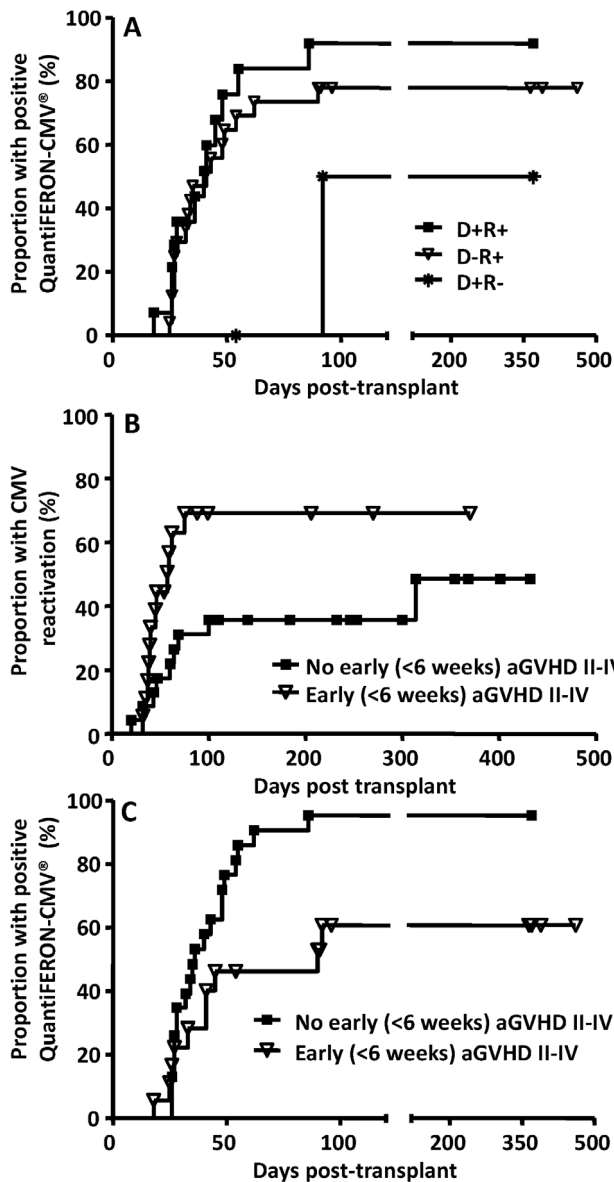 A
Proportion with positive
QuantiFERON-CMV® (%)
100
80
60
40
20
0
D+R+
D-R+
D+R-
0 50 100 200 350 500
Days post-transplant
B
Proportion with CMV
reactivation (%)
100
80
60
40
20
0
No early (<6 weeks) aGVHD II-IV
Early (<6 weeks) aGVHD II-IV
0 100 200 300 400 500
Days post transplant
C
Proportion with positive
QuantiFERON-CMV® (%)
100
80
60
40
20
0
No early (<6 weeks) aGVHD II-IV
Early (<6 weeks) aGVHD II-IV
0 50 100 200 350 500
Days post-transplant